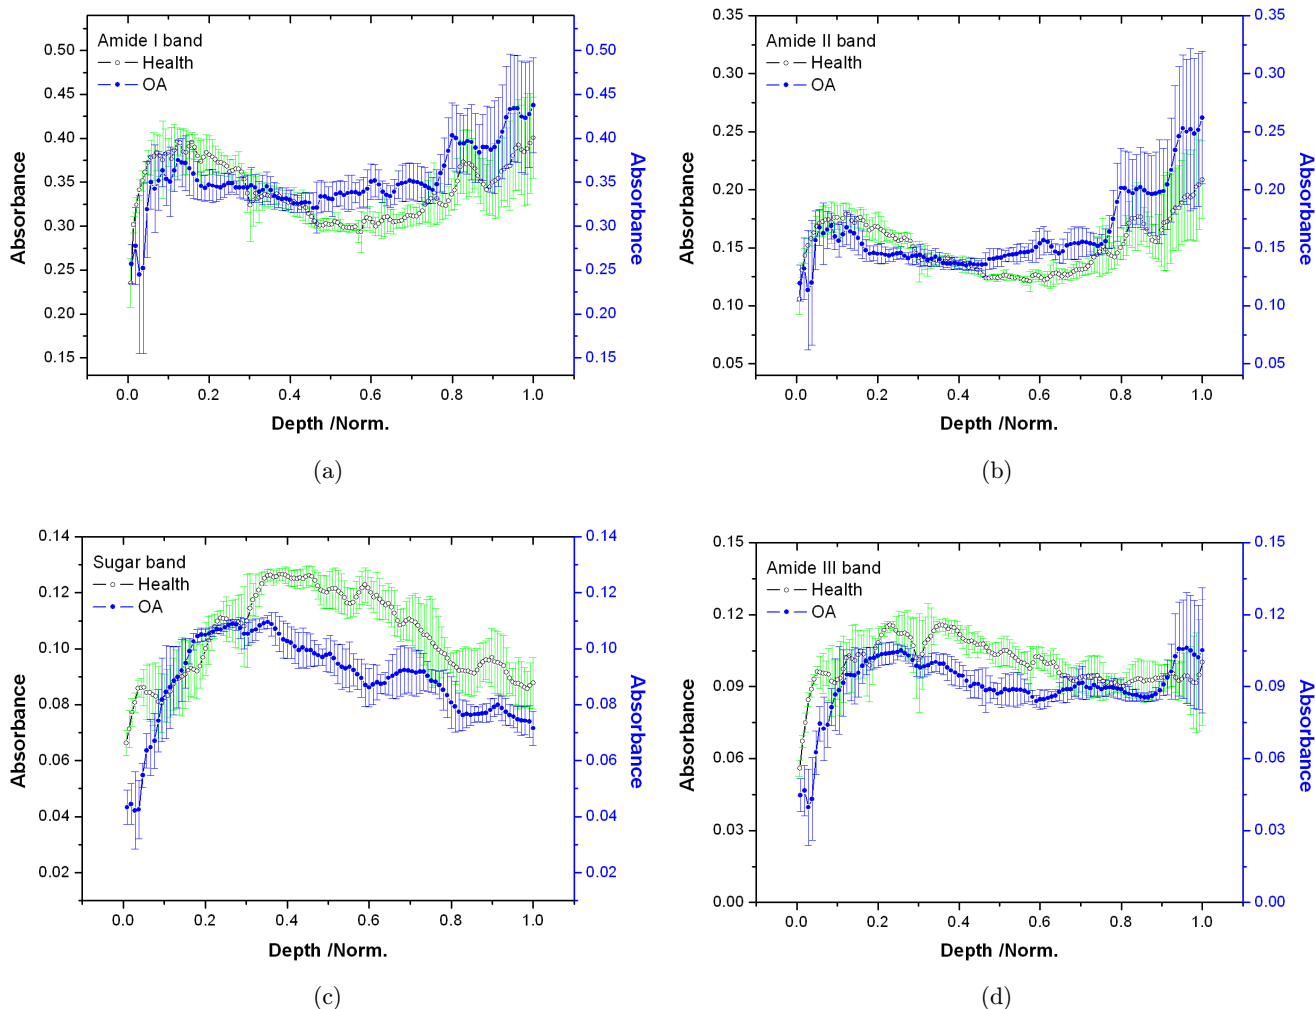 Amide I band
Health
OA
0.50
0.45
0.40
0.35
0.30
0.25
0.20
0.15
0.50
0.45
0.40
0.35
0.30
0.25
0.20
0.15
0.0 0.2 0.4 0.6 0.8 1.0
Absorbance
Absorbance
Depth /Norm.
(a)
Amide II band
Health
OA
0.35
0.30
0.25
0.20
0.15
0.10
0.05
0.35
0.30
0.25
0.20
0.15
0.10
0.05
0.0 0.2 0.4 0.6 0.8 1.0
Absorbance
Absorbance
Depth /Norm.
(b)
Sugar band
Health
OA
0.14
0.12
0.10
0.08
0.06
0.04
0.02
0.14
0.12
0.10
0.08
0.06
0.04
0.02
0.0 0.2 0.4 0.6 0.8 1.0
Absorbance
Absorbance
Depth /Norm.
(c)
Amide III band
Health
OA
0.15
0.12
0.09
0.06
0.03
0.00
0.15
0.12
0.09
0.06
0.03
0.00
0.0 0.2 0.4 0.6 0.8 1.0
Absorbance
Absorbance
Depth /Norm.
(d)